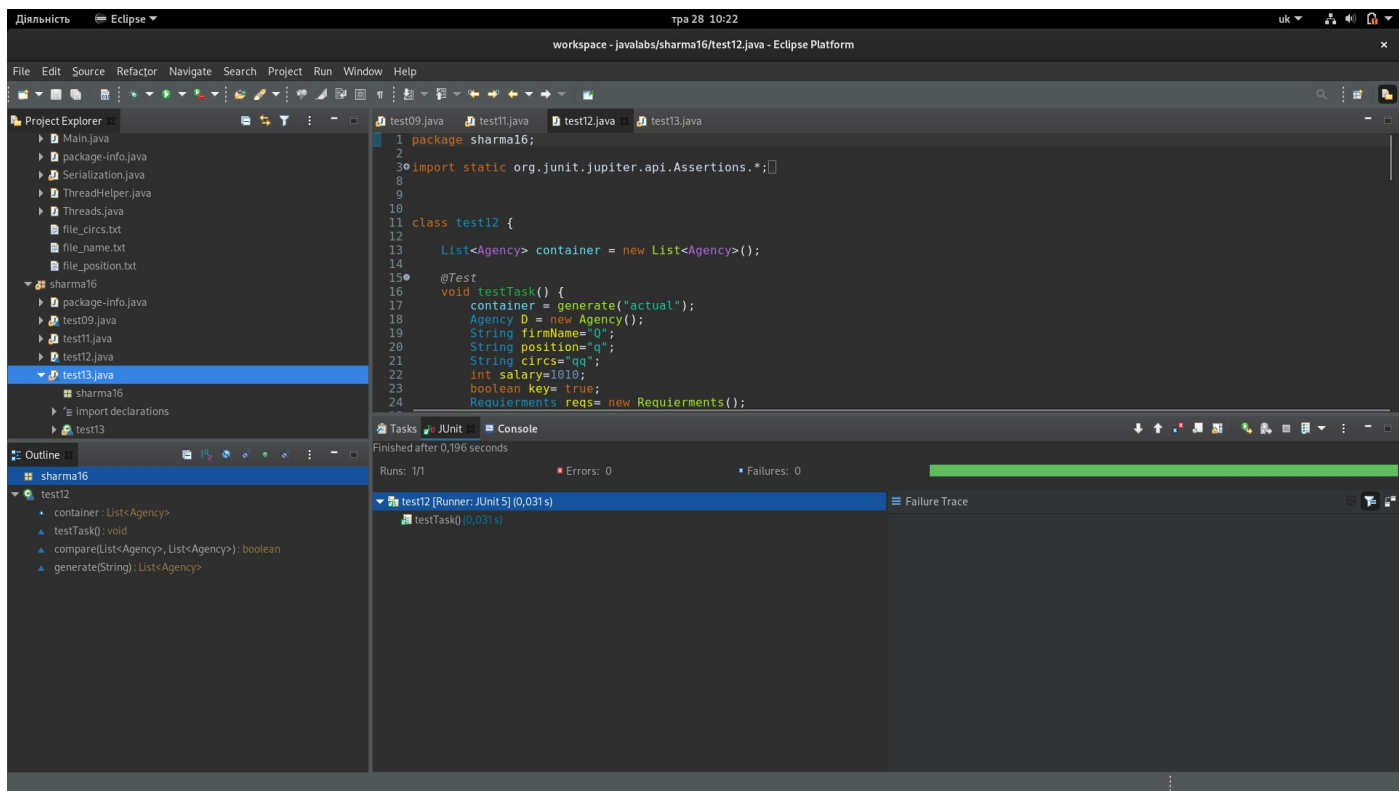 Діяльність Eclipse тра 28 10:22 uk
workspace - javalabs/sharma16/test12.java - Eclipse Platform
File Edit Source Refactor Navigate Search Project Run Window Help
Project Explorer
Main.java
package-info.java
Serialization.java
ThreadHelper.java
Threads.java
file_circs.txt
file_name.txt
file_position.txt
sharma16
package-info.java
test09.java
test11.java
test12.java
test13.java
sharma16
import declarations
test13
Outline
sharma16
test12
container : List<Agency>
testTask() : void
compare(List<Agency>, List<Agency>) : boolean
generate(String) : List<Agency>
test09.java test11.java test12.java test13.java
1 package sharma16;
2
3 import static org.junit.jupiter.api.Assertions.*;
8
9
10
11 class test12 {
12
13 List<Agency> container = new List<Agency>();
14
15 @Test
16 void testTask() {
17 container = generate("actual");
18 Agency D = new Agency();
19 String firmName="Q";
20 String position="q";
21 String circs="qq";
22 int salary=1010;
23 boolean key= true;
24 Requierments reqs= new Requierments();
Tasks JUnit Console
Finished after 0,196 seconds
Runs: 1/1 Errors: 0 Failures: 0
test12 [Runner: JUnit 5] (0,031 s)
testTask() (0,031 s)
Failure Trace